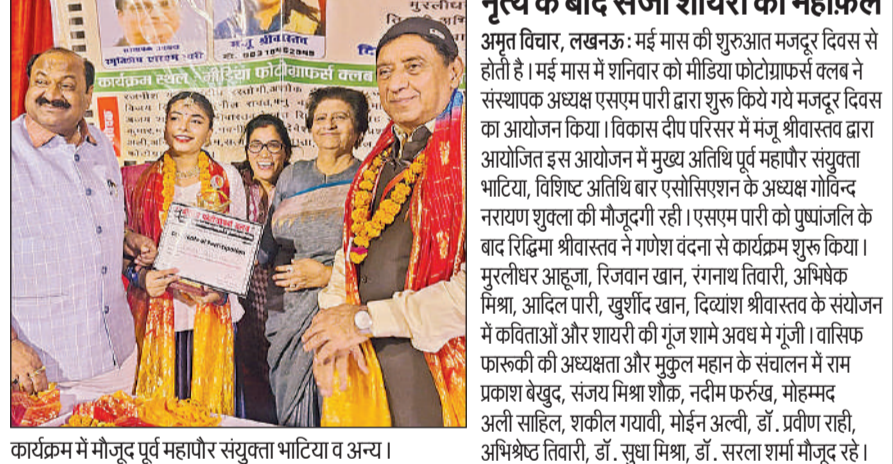 नृत्य के बाद सजी शायरी की महफ़िल
अमृत विचार, लखनऊ : मई मास की शुरुआत मजदूर दिवस से
होती है। मई मास में शनिवार को मीडिया फोटोग्राफर्स क्लब ने
संस्थापक अध्यक्ष एसएम पारी द्वारा शुरू किये गये मजदूर दिवस
का आयोजन किया। विकास दीप परिसर में मंजू श्रीवास्तव द्वारा
आयोजित इस आयोजन में मुख्य अतिथि पूर्व महापौर संयुक्ता
भाटिया, विशिष्ट अतिथि बार एसोसिएशन के अध्यक्ष गोविन्द
नरायण शुक्ला की मौजूदगी रही। एसएम पारी को पुष्पांजलि के
बाद रिद्धिमा श्रीवास्तव ने गणेश वंदना से कार्यक्रम शुरू किया।
मुरलीधर आहूजा, रिजवान खान, रंगनाथ तिवारी, अभिषेक
मिश्रा, आदिल पारी, खुर्शीद खान, दिव्यांश श्रीवास्तव के संयोजन
में कविताओं और शायरी की गूंज शामे अवध मे गूंजी। वासिफ
फारूकी की अध्यक्षता और मुकुल महान के संचालन में राम
प्रकाश बेखुद, संजय मिश्रा शौक़, नदीम फर्रुख, मोहम्मद
अली साहिल, शकील गयावी, मोईन अल्वी, डॉ. प्रवीण राही,
अभिश्रेष्ठ तिवारी, डॉ. सुधा मिश्रा, डॉ. सरला शर्मा मौजूद रहे।
मुरलीधर
मंजू श्रीवास्तव
कार्यक्रम स्थल : मीडिया फोटोग्राफर्स क्लब
कार्यक्रम में मौजूद पूर्व महापौर संयुक्ता भाटिया व अन्य।